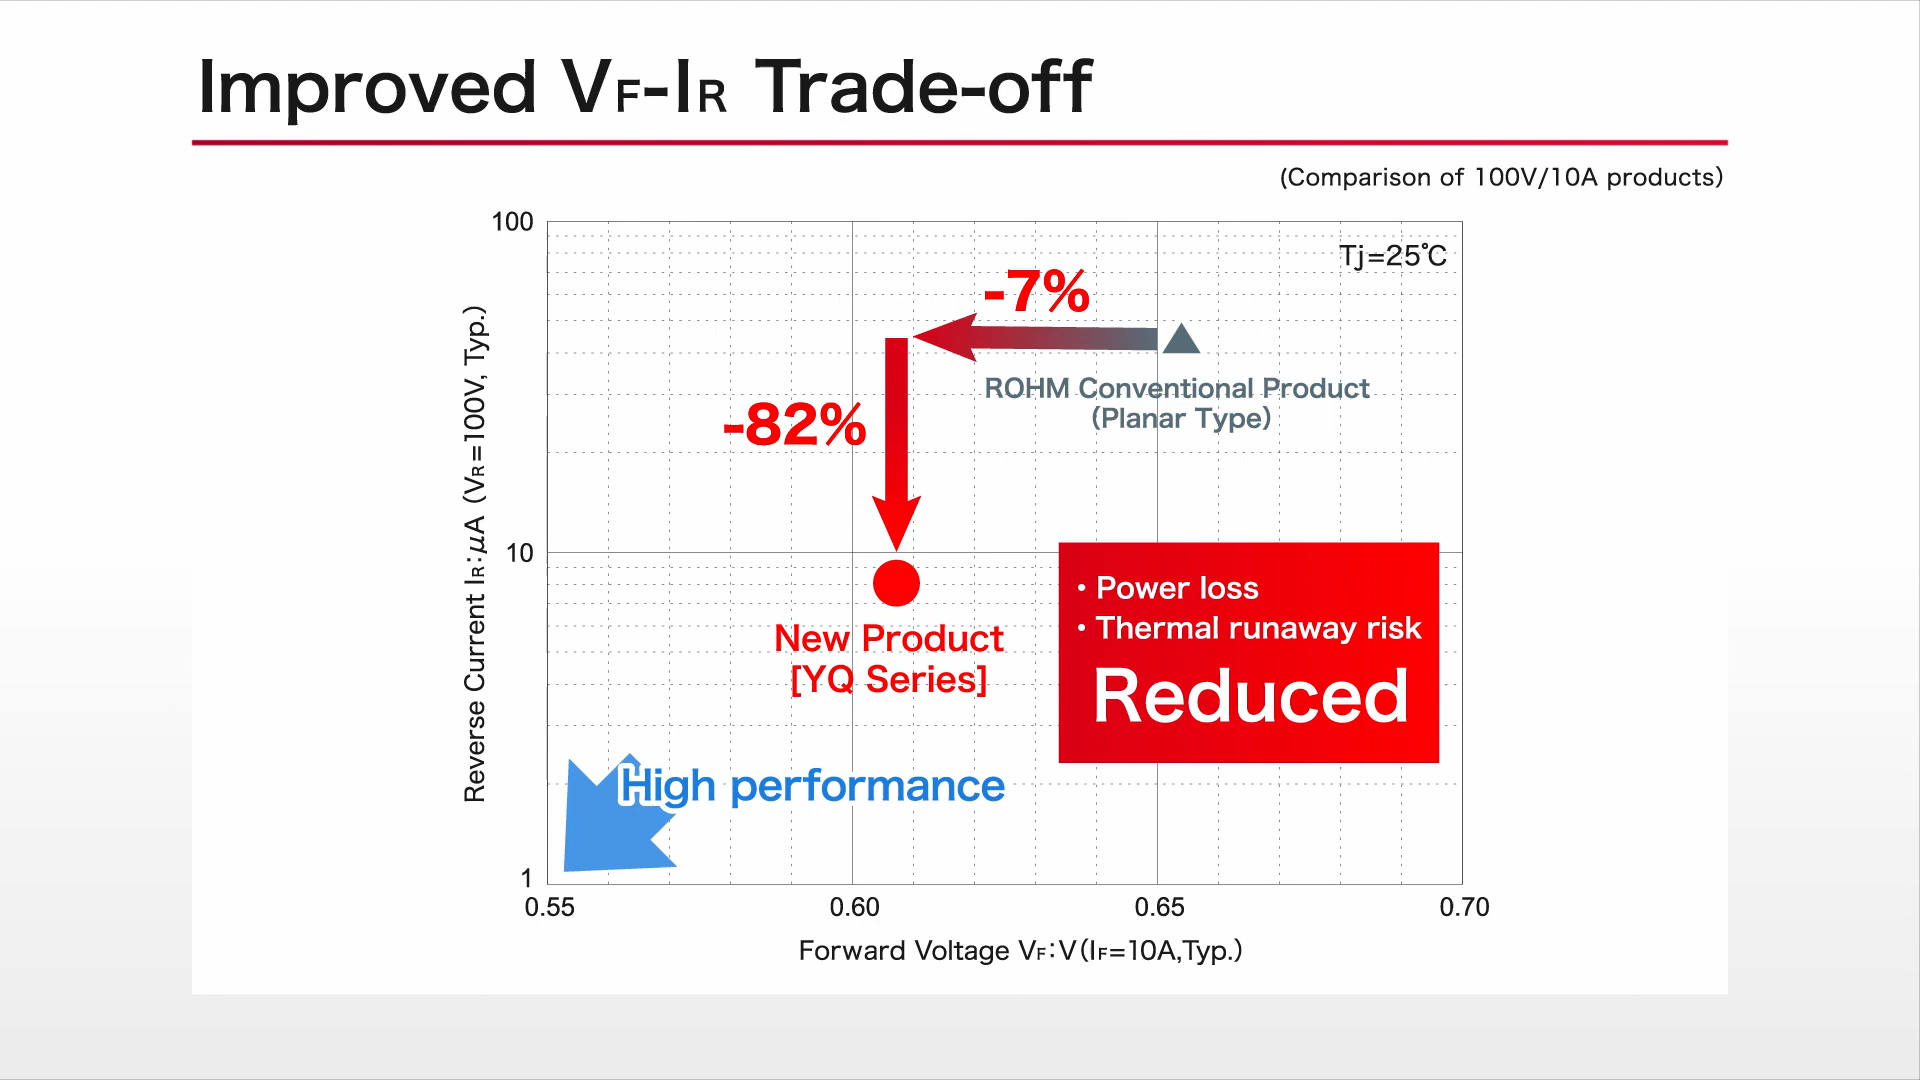 Improved VF-IR Trade-off
(Comparison of 100V/10A products)
100
Tj=25℃
-7%
ROHM Conventional Product
(Planar Type)
-82%
Reverse Current IR:μA (VR=100V, Typ.)
10
・Power loss
・Thermal runaway risk
Reduced
New Product
[YQ Series]
High performance
1
0.55
0.60
0.65
0.70
Forward Voltage VF:V(IF=10A,Typ.)